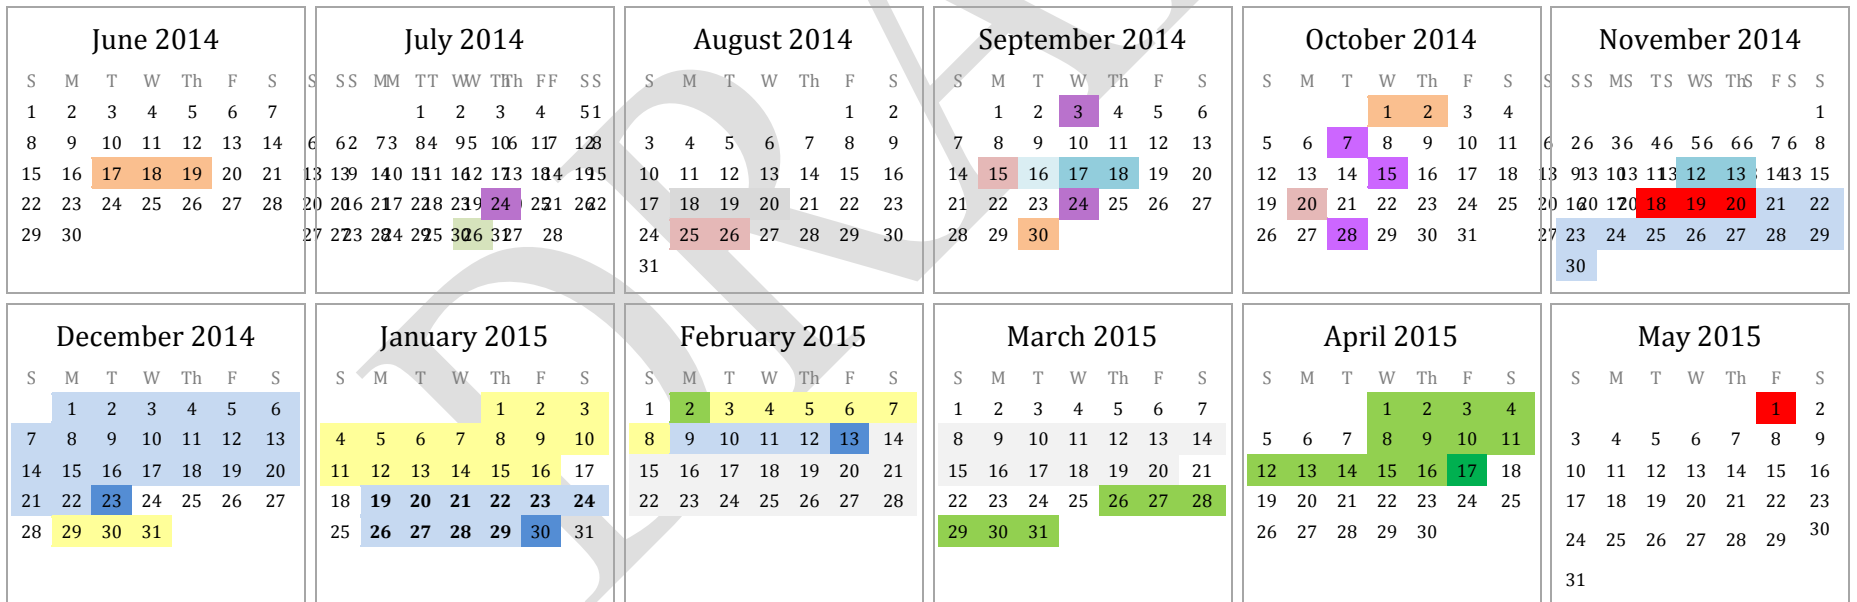 June 2014
S M T W Th F S
1 2 3 4 5 6 7
8 9 10 11 12 13 14
15 16 17 18 19 20 21
22 23 24 25 26 27 28
29 30
July 2014
1 2 3 4
24
28
August 2014
S M T W Th F S
1 2
3 4 5 6 7 8 9
10 11 12 13 14 15 16
17 18 19 20 21 22 23
24 25 26 27 28 29 30
31
September 2014
S M T W Th F S
1 2 3 4 5 6
7 8 9 10 11 12 13
14 15 16 17 18 19 20
21 22 23 24 25 26 27
28 29 30
October 2014
S M T W Th F S
1 2 3 4
5 6 7 8 9 10 11
12 13 14 15 16 17 18
19 20 21 22 23 24 25
26 27 28 29 30 31
November 2014
1
8
12 13 15
18 19 20 21 22
23 24 25 26 27 28 29
30
December 2014
S M T W Th F S
1 2 3 4 5 6
7 8 9 10 11 12 13
14 15 16 17 18 19 20
21 22 23 24 25 26 27
28 29 30 31
January 2015
S M T W Th F S
1 2 3
4 5 6 7 8 9 10
11 12 13 14 15 16 17
18 19 20 21 22 23 24
25 26 27 28 29 30 31
February 2015
S M T W Th F S
1 2 3 4 5 6 7
8 9 10 11 12 13 14
15 16 17 18 19 20 21
22 23 24 25 26 27 28
March 2015
S M T W Th F S
1 2 3 4 5 6 7
8 9 10 11 12 13 14
15 16 17 18 19 20 21
22 23 24 25 26 27 28
29 30 31
April 2015
S M T W Th F S
1 2 3 4
5 6 7 8 9 10 11
12 13 14 15 16 17 18
19 20 21 22 23 24 25
26 27 28 29 30
May 2015
S M T W Th F S
1 2
3 4 5 6 7 8 9
10 11 12 13 14 15 16
17 18 19 20 21 22 23
24 25 26 27 28 29 30
31